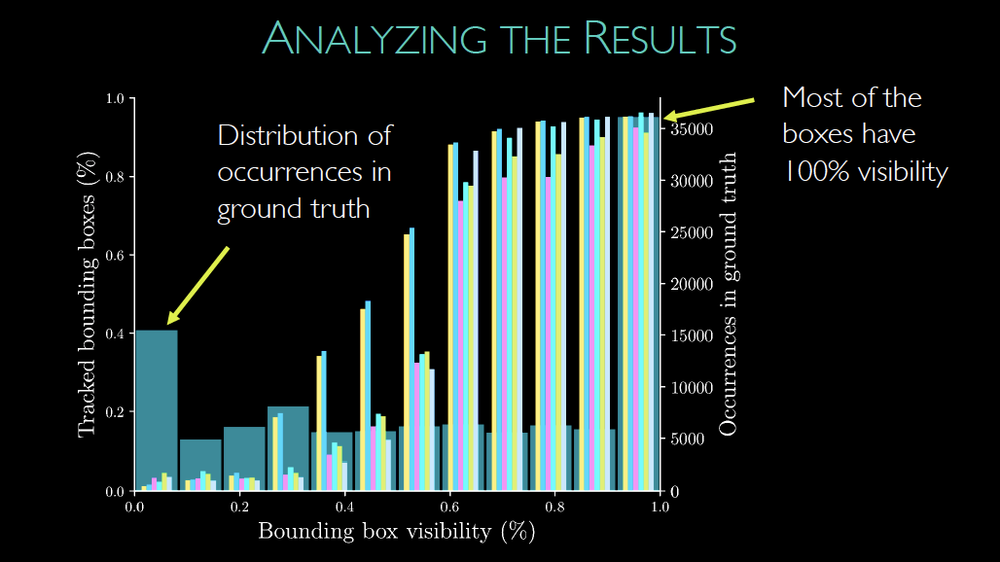 ANALYZING THE RESULTS
Distribution of
occurrences in
ground truth
Most of the
boxes have
100% visibility
Tracked bounding boxes (%)
1.0
0.8
0.6
0.4
0.2
0.0
Occurrences in ground truth
35000
30000
25000
20000
15000
10000
5000
0
0.0 0.2 0.4 0.6 0.8 1.0
Bounding box visibility (%)